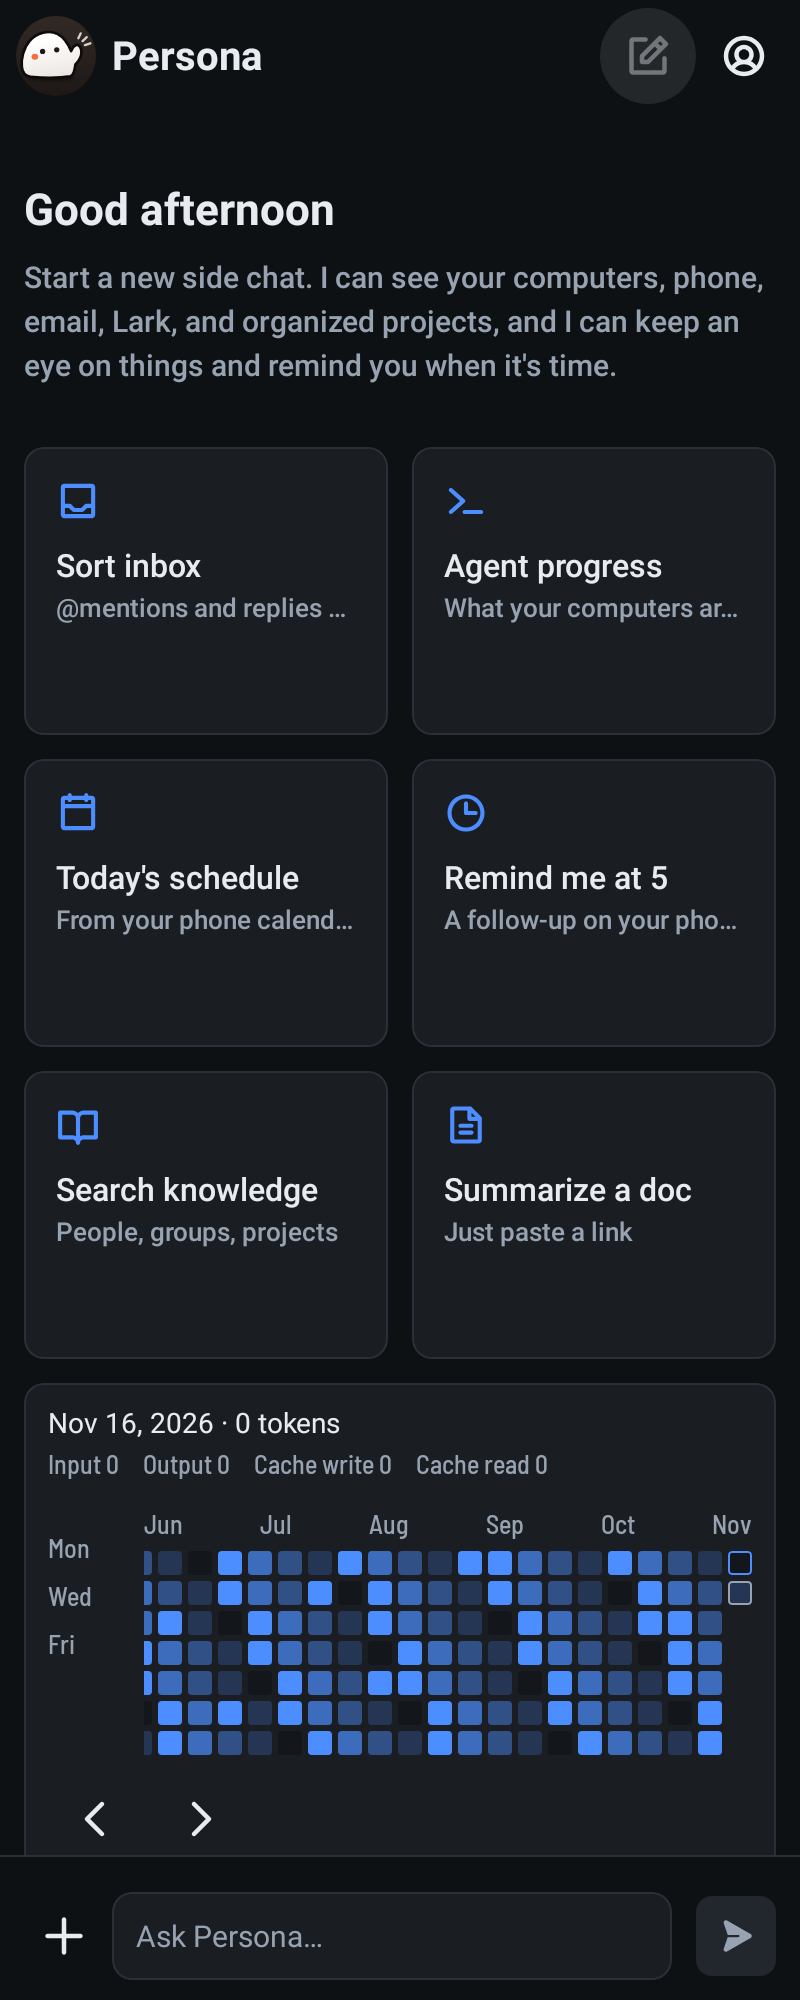 Persona
Good afternoon
Start a new side chat. I can see your computers, phone,
email, Lark, and organized projects, and I can keep an
eye on things and remind you when it's time.
Sort inbox
@mentions and replies ...
Agent progress
What your computers ar...
Today's schedule
From your phone calend...
Remind me at 5
A follow-up on your pho...
Search knowledge
People, groups, projects
Summarize a doc
Just paste a link
Nov 16, 2026 · 0 tokens
Input 0 Output 0 Cache write 0 Cache read 0
Jun Jul Aug Sep Oct Nov
Mon
Wed
Fri
Ask Persona...